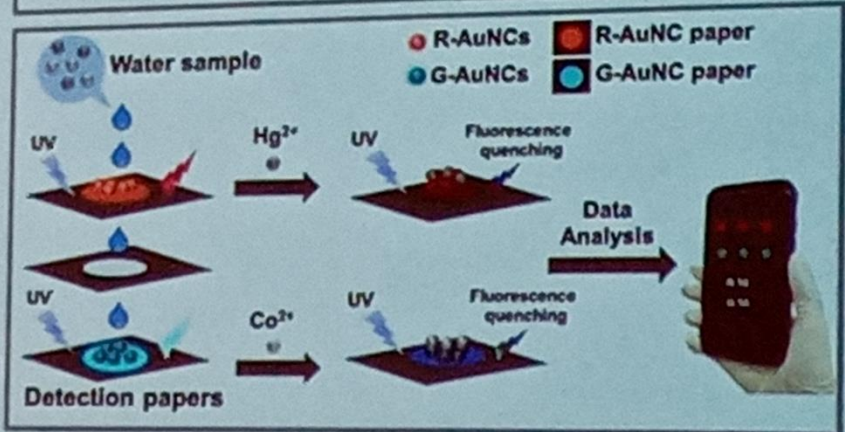 Water sample
R-AuNCs
R-AuNC paper
G-AuNCs
G-AuNC paper
UV
Hg²⁺
UV
Fluorescence
quenching
Data
Analysis
UV
Co²⁺
UV
Fluorescence
quenching
Detection papers